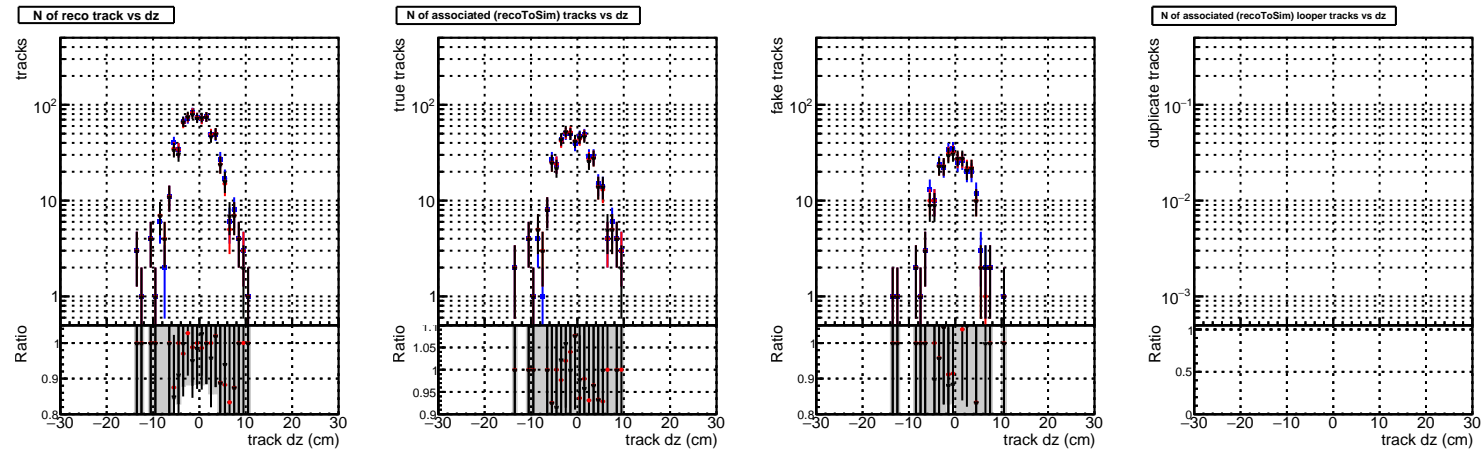 N of reco track vs dz
tracks
10²
10
1
Ratio
1
0.9
0.8
−30 −20 −10 0 10 20 30
track dz (cm)
N of associated (recoToSim) tracks vs dz
true tracks
10²
10
1
Ratio
1.1
1.05
1
0.95
0.9
−30 −20 −10 0 10 20 30
track dz (cm)
fake tracks
10²
10
1
Ratio
1
0.9
0.8
−30 −20 −10 0 10 20 30
track dz (cm)
N of associated (recoToSim) looper tracks vs dz
duplicate tracks
10⁻¹
10⁻²
10⁻³
Ratio
1
0.5
0
−30 −20 −10 0 10 20 30
track dz (cm)